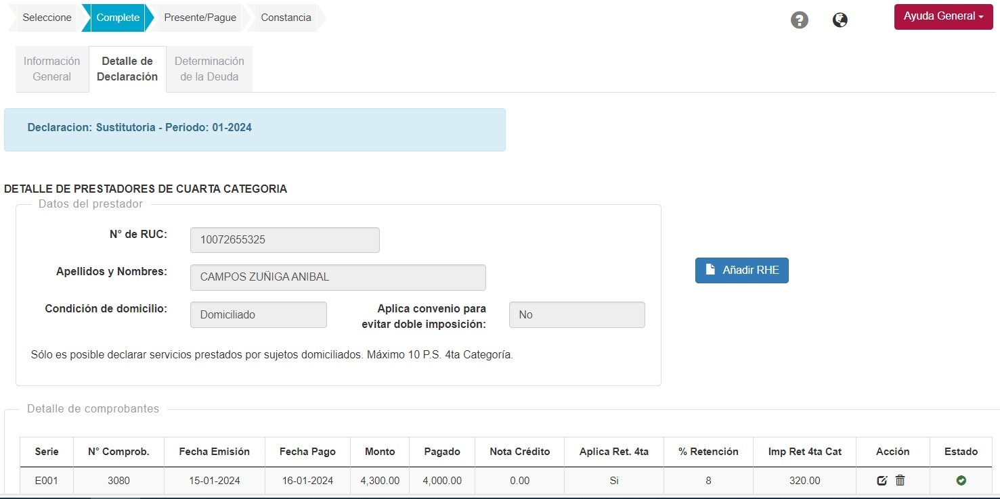 Seleccione Complete Presente/Pague Constancia ? Ayuda General
Información General
Detalle de Declaración
Determinación de la Deuda
Declaracion: Sustitutoria - Periodo: 01-2024
DETALLE DE PRESTADORES DE CUARTA CATEGORIA
Datos del prestador
N° de RUC: 10072655325
Apellidos y Nombres: CAMPOS ZUÑIGA ANIBAL
Añadir RHE
Condición de domicilio: Domiciliado
Aplica convenio para
evitar doble imposición: No
Sólo es posible declarar servicios prestados por sujetos domiciliados. Máximo 10 P.S. 4ta Categoría.
Detalle de comprobantes
Serie N° Comprob. Fecha Emisión Fecha Pago Monto Pagado Nota Crédito Aplica Ret. 4ta % Retención Imp Ret 4ta Cat Acción Estado
E001 3080 15-01-2024 16-01-2024 4,300.00 4,000.00 0.00 Si 8 320.00